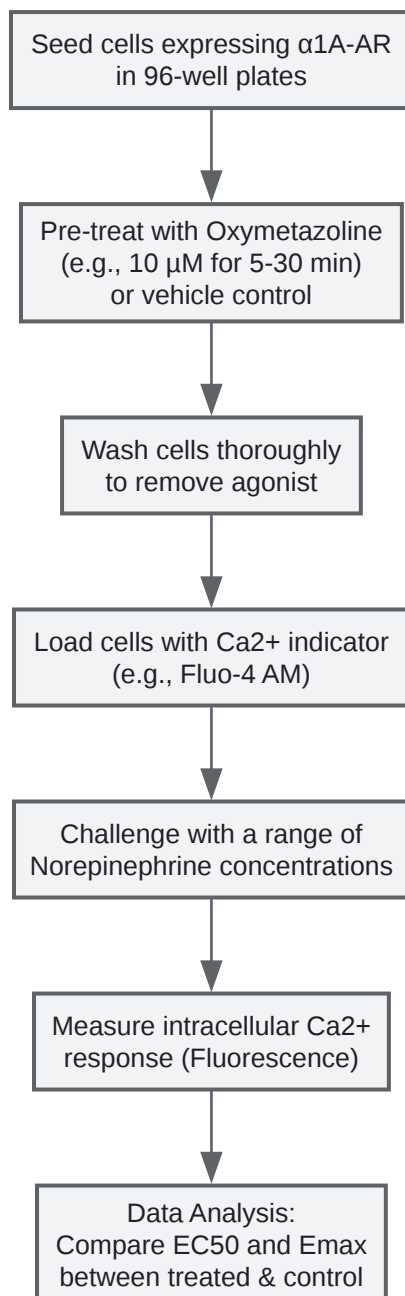 Seed cells expressing α1A-AR
in 96-well plates
Pre-treat with Oxymetazoline
(e.g., 10 µM for 5-30 min)
or vehicle control
Wash cells thoroughly
to remove agonist
Load cells with Ca2+ indicator
(e.g., Fluo-4 AM)
Challenge with a range of
Norepinephrine concentrations
Measure intracellular Ca2+
response (Fluorescence)
Data Analysis:
Compare EC50 and Emax
between treated & control